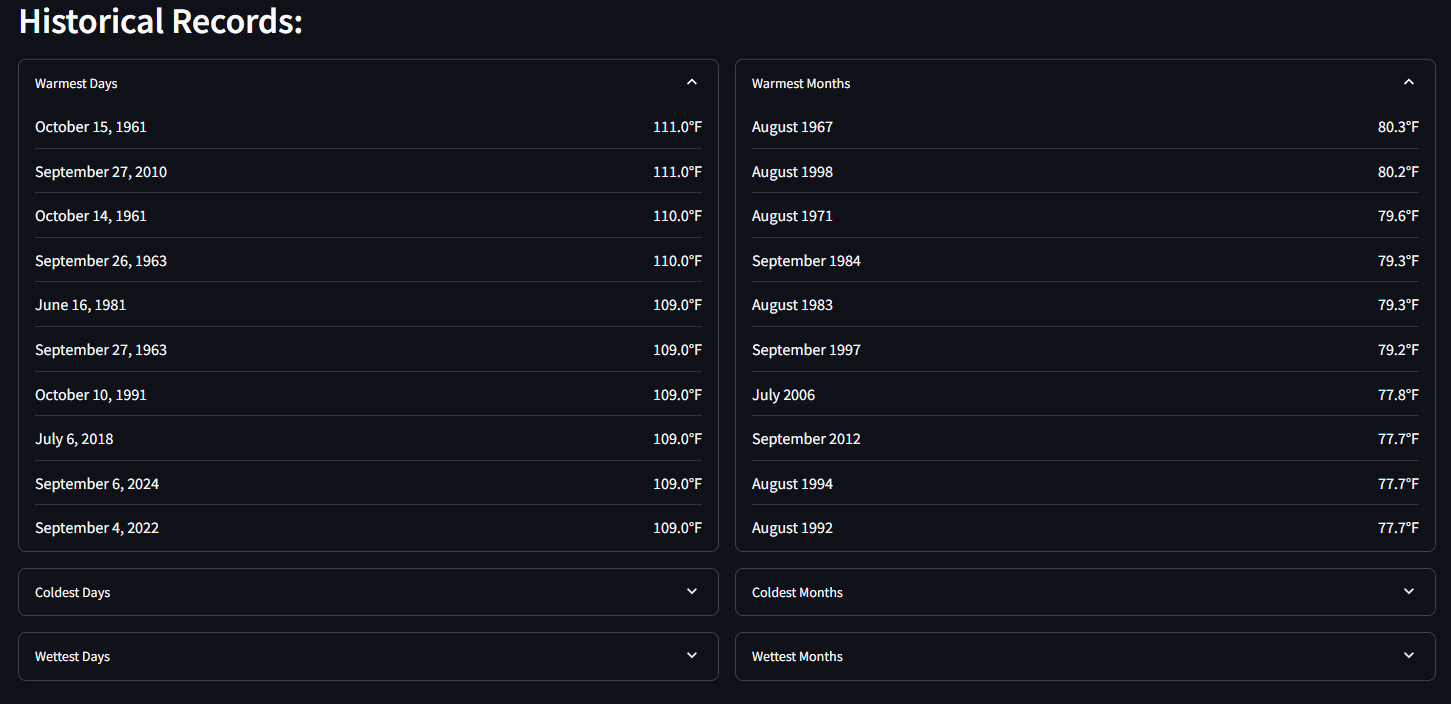 Historical Records:
Warmest Days
October 15, 1961 111.0°F
September 27, 2010 111.0°F
October 14, 1961 110.0°F
September 26, 1963 110.0°F
June 16, 1981 109.0°F
September 27, 1963 109.0°F
October 10, 1991 109.0°F
July 6, 2018 109.0°F
September 6, 2024 109.0°F
September 4, 2022 109.0°F
Warmest Months
August 1967 80.3°F
August 1998 80.2°F
August 1971 79.6°F
September 1984 79.3°F
August 1983 79.3°F
September 1997 79.2°F
July 2006 77.8°F
September 2012 77.7°F
August 1994 77.7°F
August 1992 77.7°F
Coldest Days
Coldest Months
Wettest Days
Wettest Months